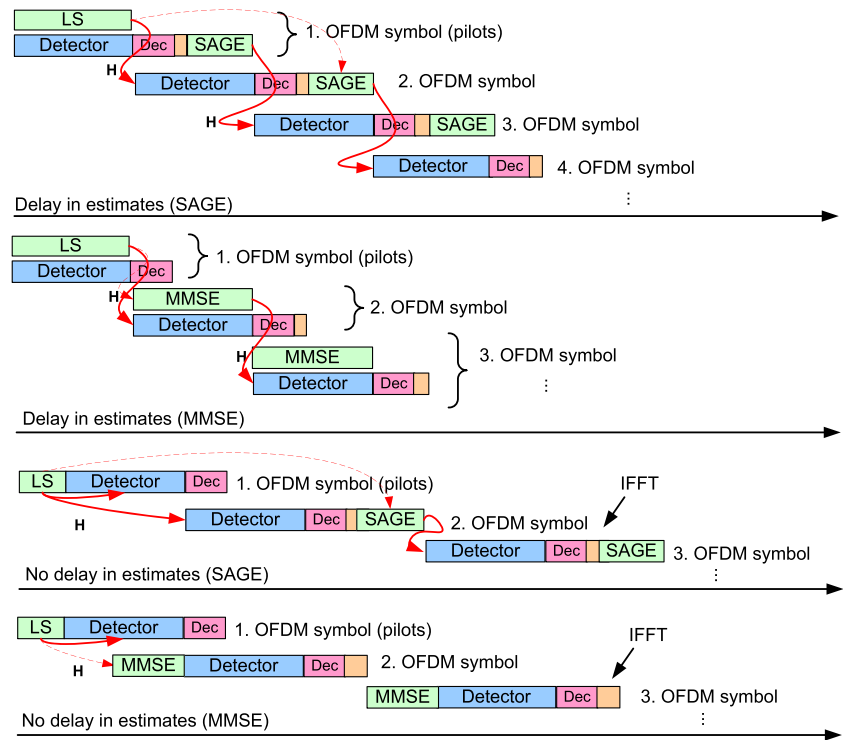 LS
1. OFDM symbol (pilots)
Detector Dec SAGE
H
Detector Dec SAGE 2. OFDM symbol
H
Detector Dec SAGE 3. OFDM symbol
Detector Dec 4. OFDM symbol
⋮
Delay in estimates (SAGE)
LS
1. OFDM symbol (pilots)
Detector Dec
H
MMSE
2. OFDM symbol
Detector Dec
H
MMSE 3. OFDM symbol
Detector Dec ⋮
Delay in estimates (MMSE)
LS Detector Dec 1. OFDM symbol (pilots) IFFT
H
Detector Dec SAGE 2. OFDM symbol
Detector Dec SAGE 3. OFDM symbol
⋮
No delay in estimates (SAGE)
LS Detector Dec 1. OFDM symbol (pilots) IFFT
H
MMSE Detector Dec 2. OFDM symbol
MMSE Detector Dec 3. OFDM symbol
⋮
No delay in estimates (MMSE)